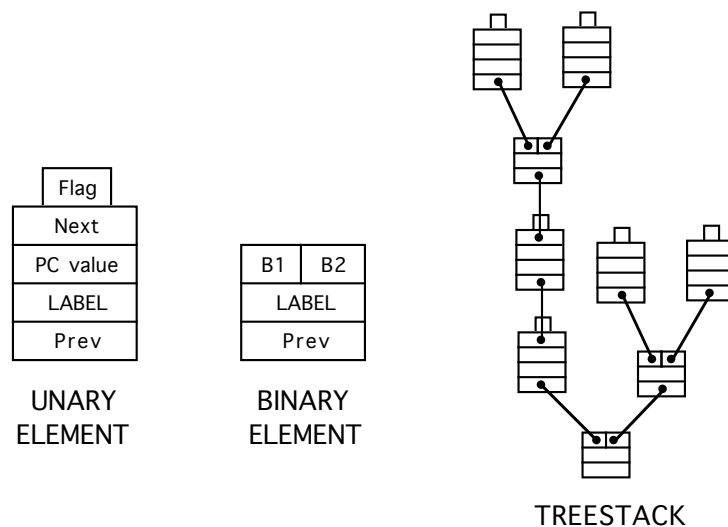 Flag
Next
PC value
LABEL
Prev
UNARY
ELEMENT
B1 B2
LABEL
Prev
BINARY
ELEMENT
TREESTACK